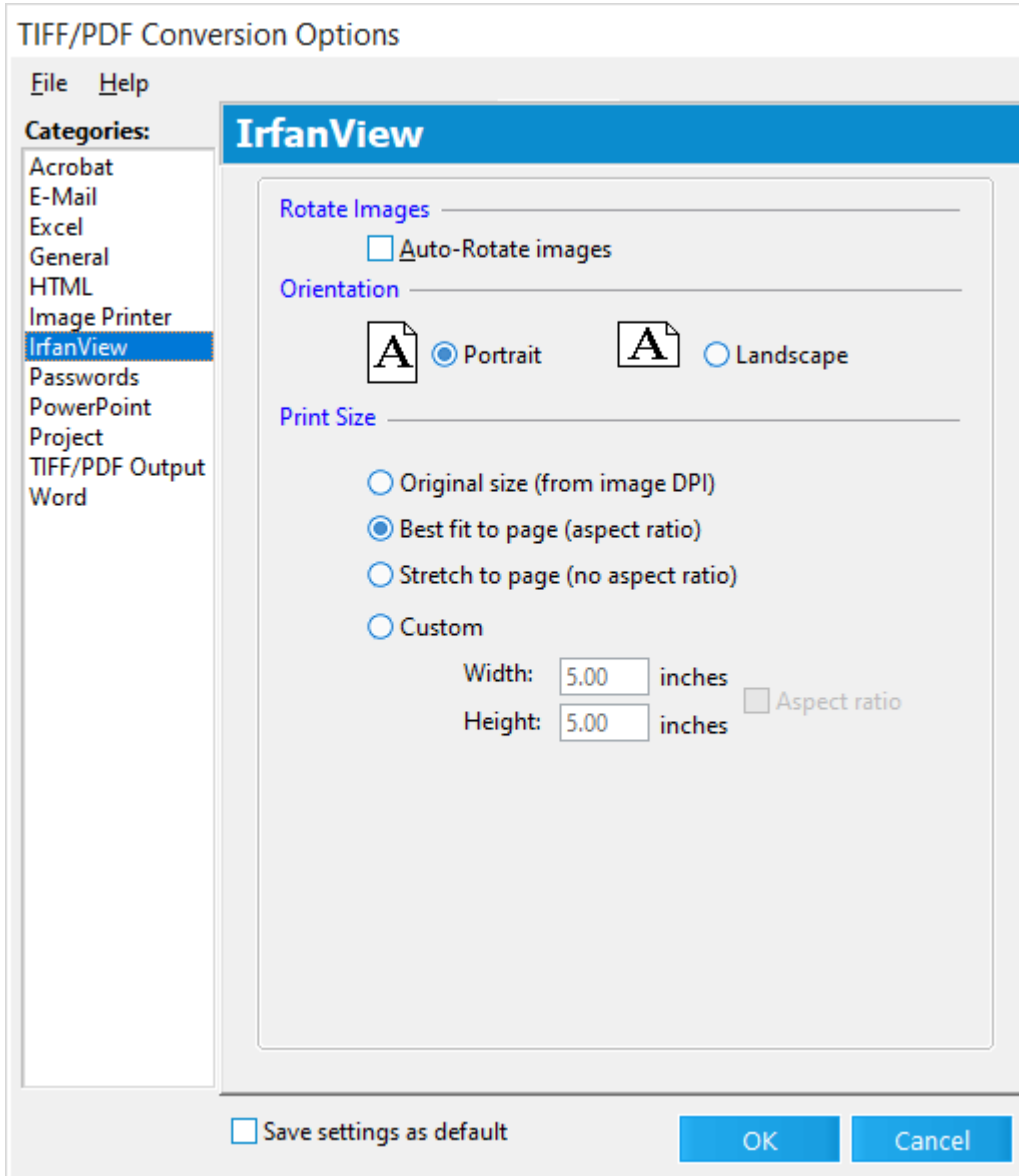 TIFF/PDF Conversion Options
File Help
Categories:
Acrobat
E-Mail
Excel
General
HTML
Image Printer
IrfanView
Passwords
PowerPoint
Project
TIFF/PDF Output
Word
IrfanView
Rotate Images
Auto-Rotate images
Orientation
A Portrait A Landscape
Print Size
Original size (from image DPI)
Best fit to page (aspect ratio)
Stretch to page (no aspect ratio)
Custom
Width: 5.00 inches
Aspect ratio
Height: 5.00 inches
Save settings as default
OK Cancel